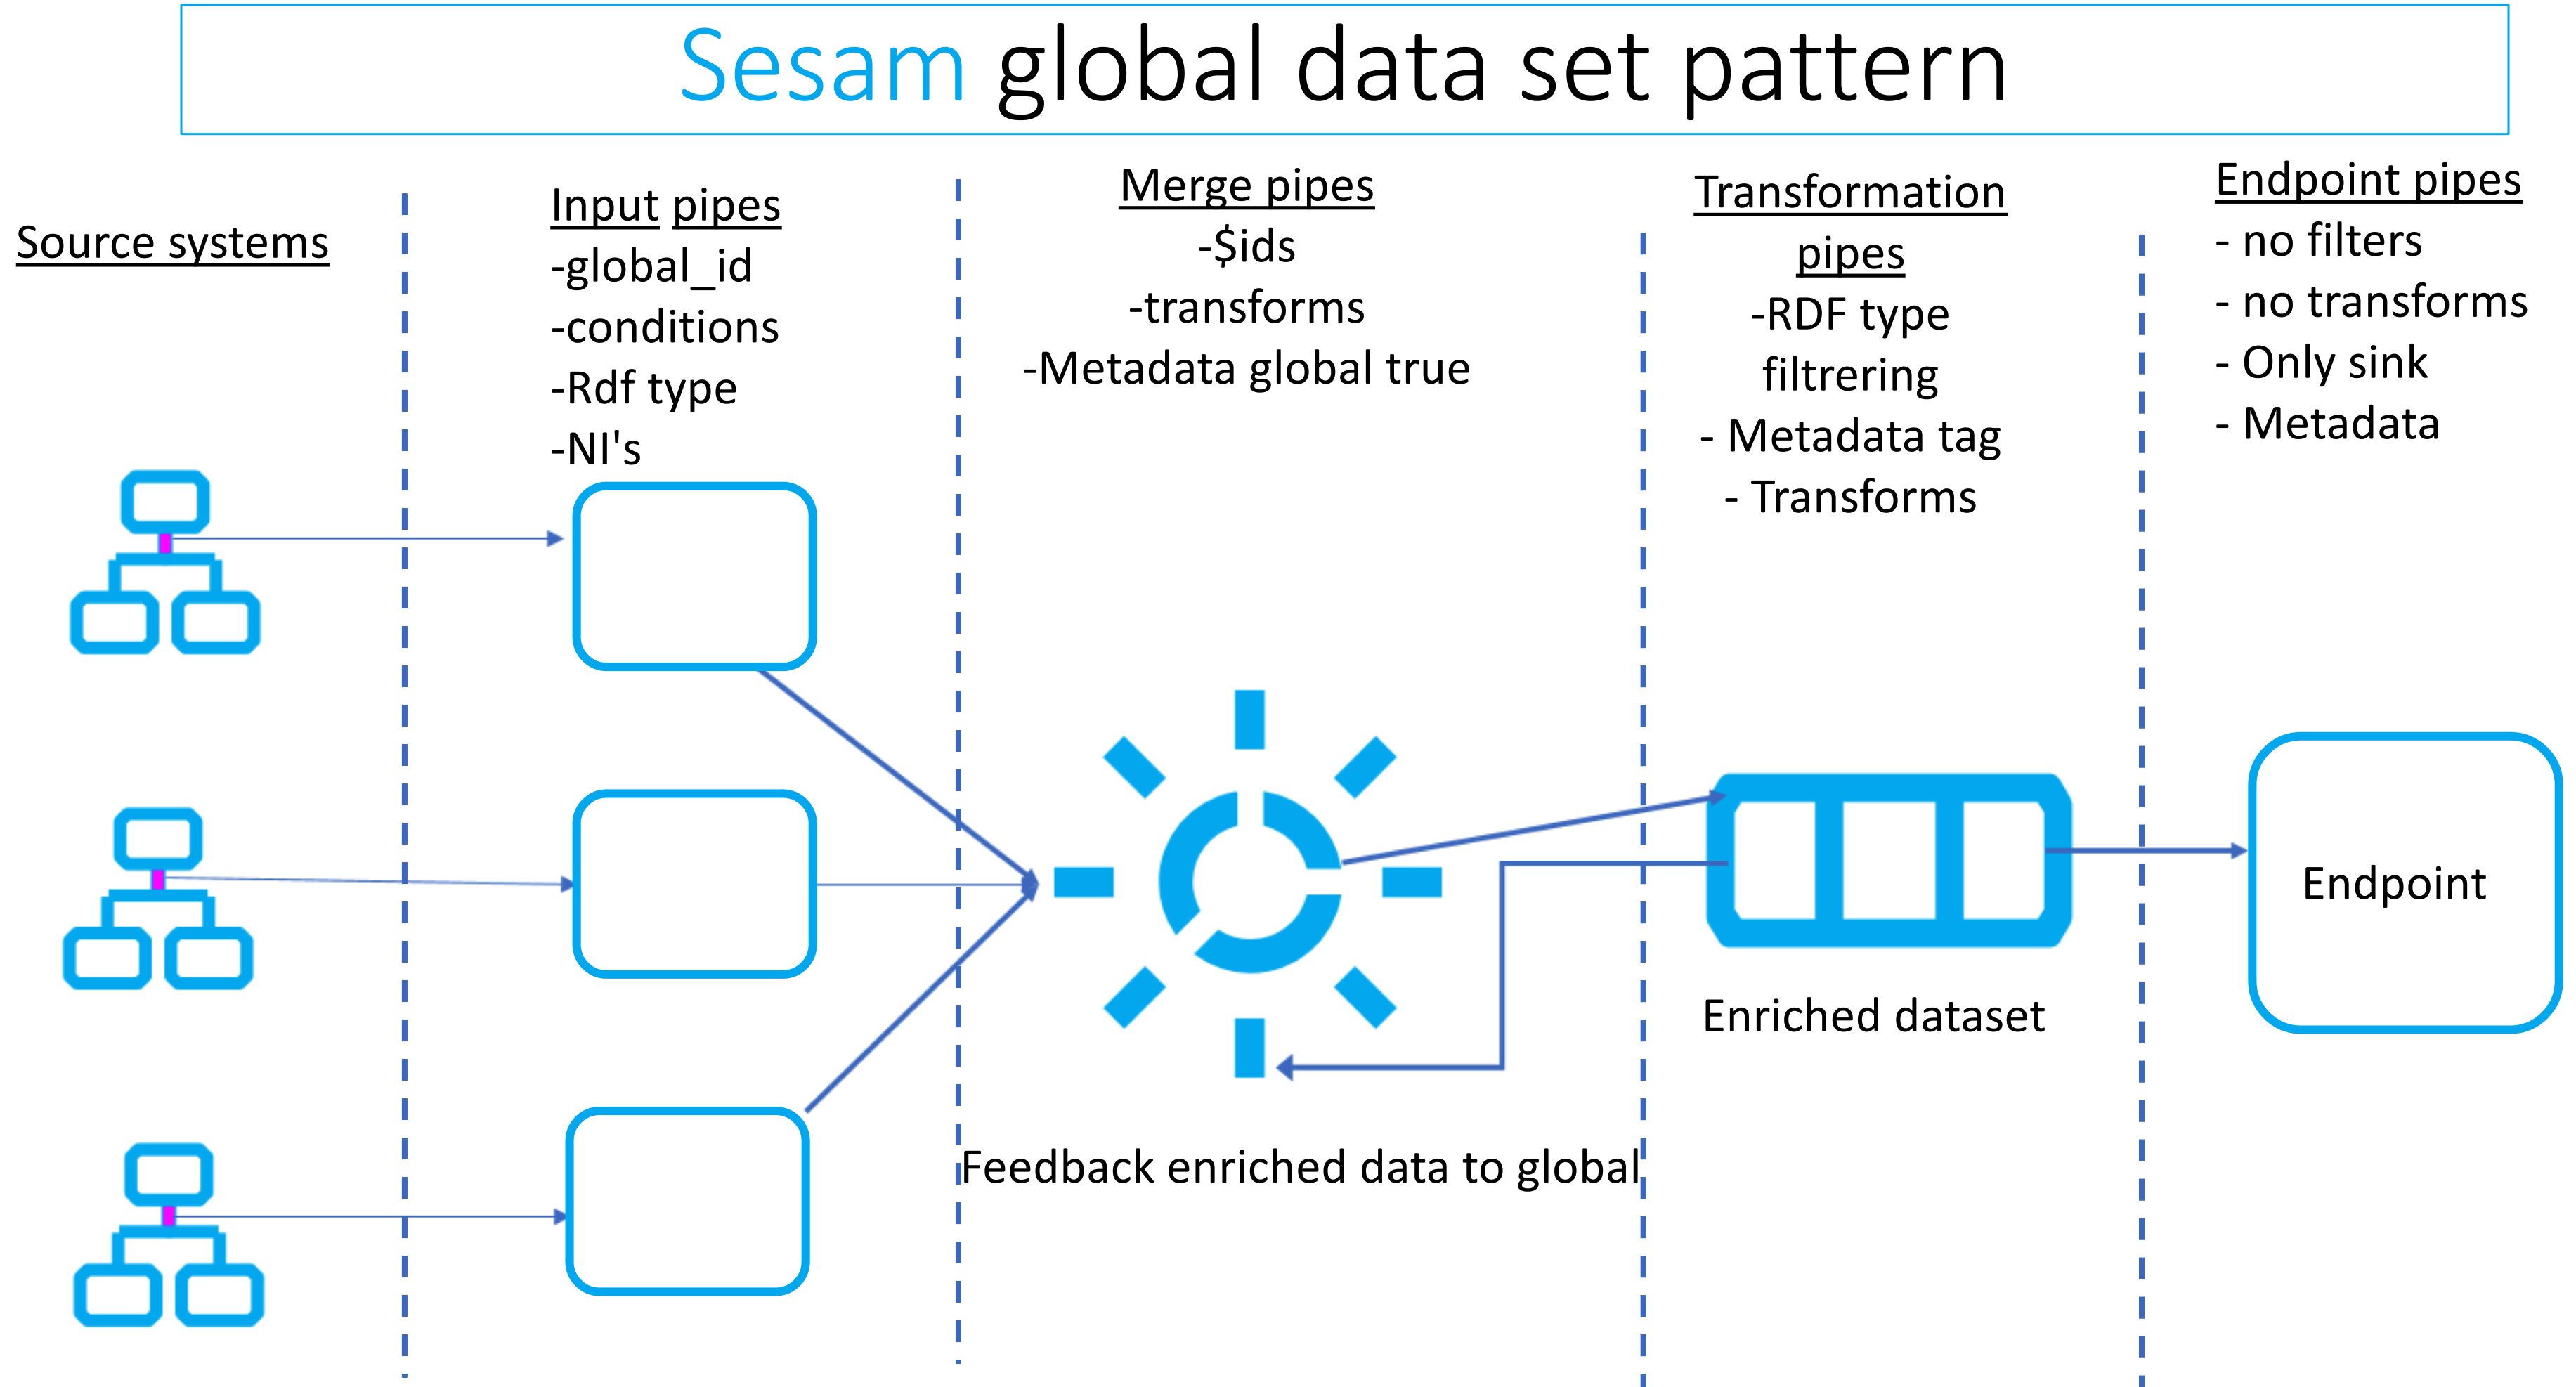 Sesam global data set pattern
Source systems
Input pipes
-global_id
-conditions
-Rdf type
-NI's
Merge pipes
-$ids
-transforms
-Metadata global true
Transformation
pipes
-RDF type
filtrering
- Metadata tag
- Transforms
Endpoint pipes
- no filters
- no transforms
- Only sink
- Metadata
Endpoint
Enriched dataset
Feedback enriched data to global